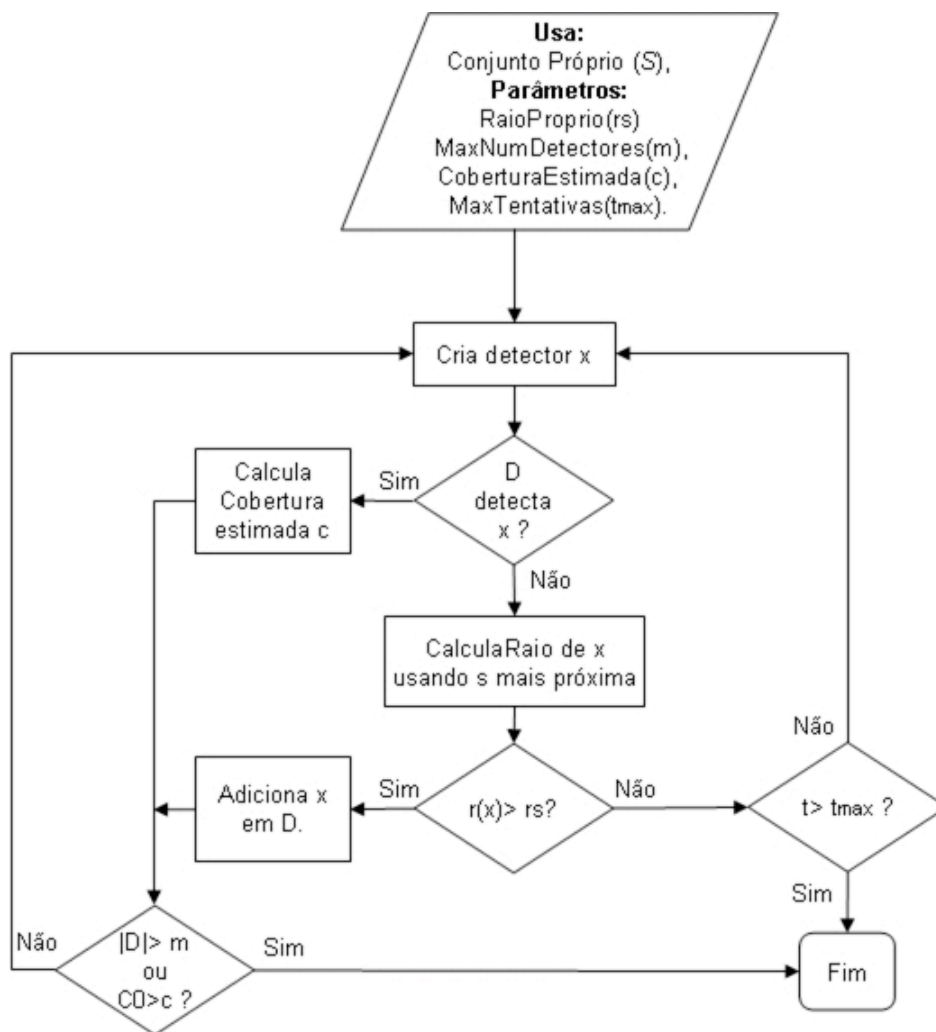 Usa:
Conjunto Próprio (S),
Parâmetros:
RaioProprio(rs)
MaxNumDetectores(m),
CoberturaEstimada(c),
MaxTentativas(tmax).
Cria detector x
Calcula
Cobertura
estimada c
Sim
D
detecta
x ?
Não
CalculaRaio de x
usando s mais próxima
Não
Adiciona x
em D.
Sim
r(x)> rs?
Não
t> tmax ?
Sim
Não
|D|> m
ou
C0>c ?
Sim
Fim